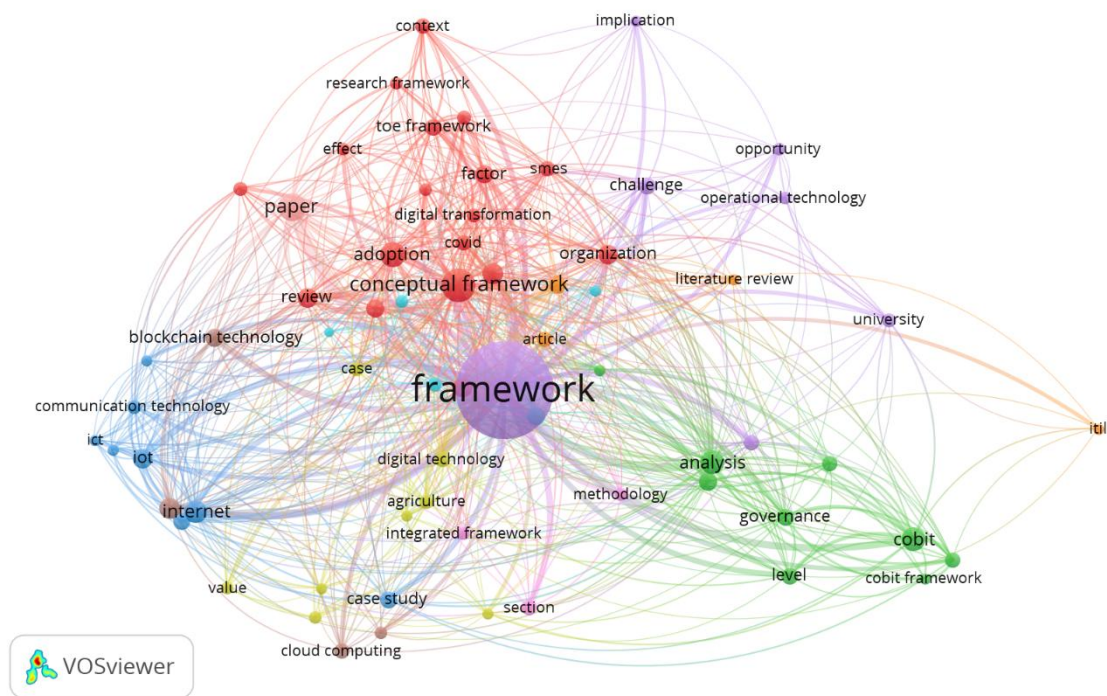 context
implication
research framework
toe framework
effect
opportunity
factor
smes
challenge
operational technology
paper
digital transformation
covid
adoption
organization
conceptual framework
literature review
review
university
blockchain technology
article
case
framework
communication technology
itil
ict
iot
digital technology
analysis
methodology
agriculture
internet
governance
integrated framework
cobit
level
cobit framework
value
case study
section
cloud computing
VOSviewer